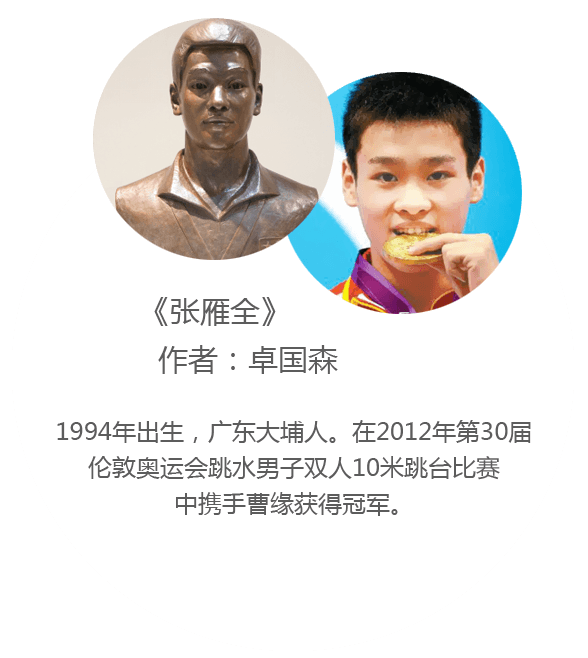 《张雁全》
作者：卓国森
1994年出生，广东大埔人。在2012年第30届
伦敦奥运会跳水男子双人10米跳台比赛
中携手曹缘获得冠军。